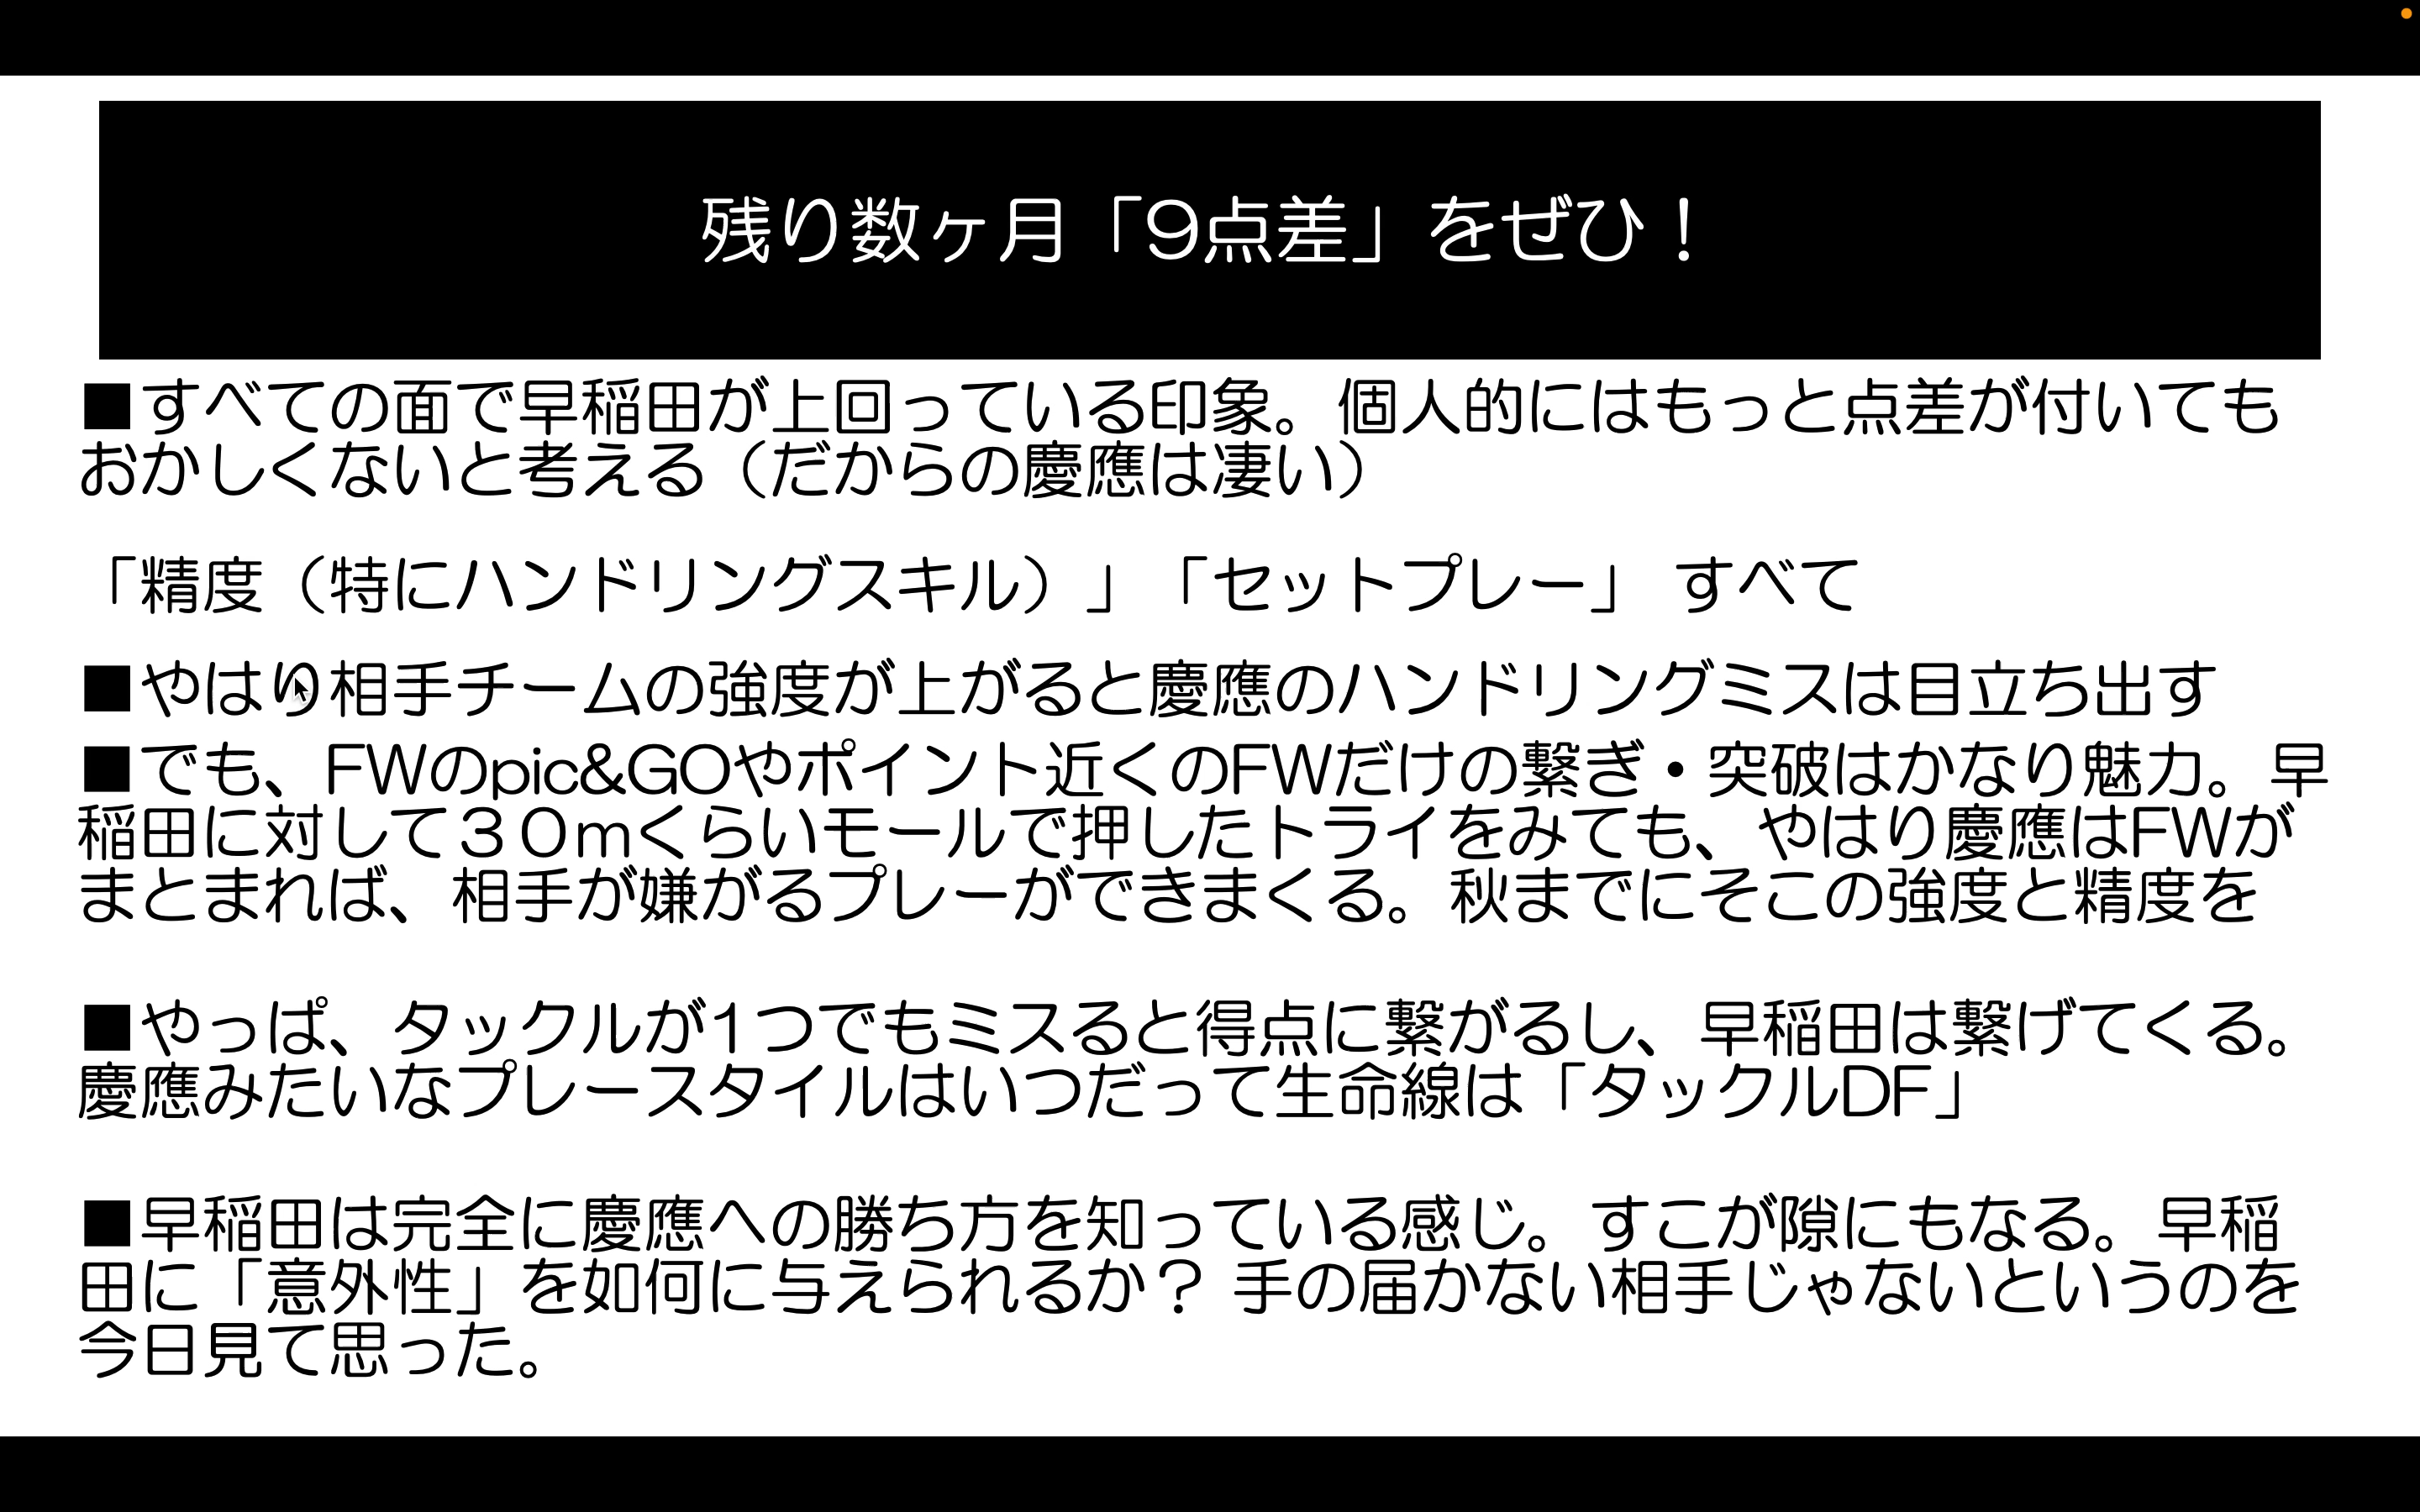 残り数ヶ月「9点差」をぜひ！
■すべての面で早稲田が上回っている印象。個人的にはもっと点差が付いても
おかしくないと考える（だからの慶應は凄い）
「精度（特にハンドリングスキル）」「セットプレー」　すべて
■やはり相手チームの強度が上がると慶應のハンドリングミスは目立ち出す
■でも、FWのpic&GOやポイント近くのFWだけの繋ぎ・突破はかなり魅力。早
稲田に対して３０mくらいモールで押したトライをみても、やはり慶應はFWが
まとまれば、相手が嫌がるプレーができまくる。秋までにそこの強度と精度を
■やっぱ、タックルが1つでもミスると得点に繋がるし、早稲田は繋げてくる。
慶應みたいなプレースタイルはいつだって生命線は「タックルDF」
■早稲田は完全に慶應への勝ち方を知っている感じ。すこが隙にもなる。早稲
田に「意外性」を如何に与えられるか？手の届かない相手じゃないというのを
今日見て思った。